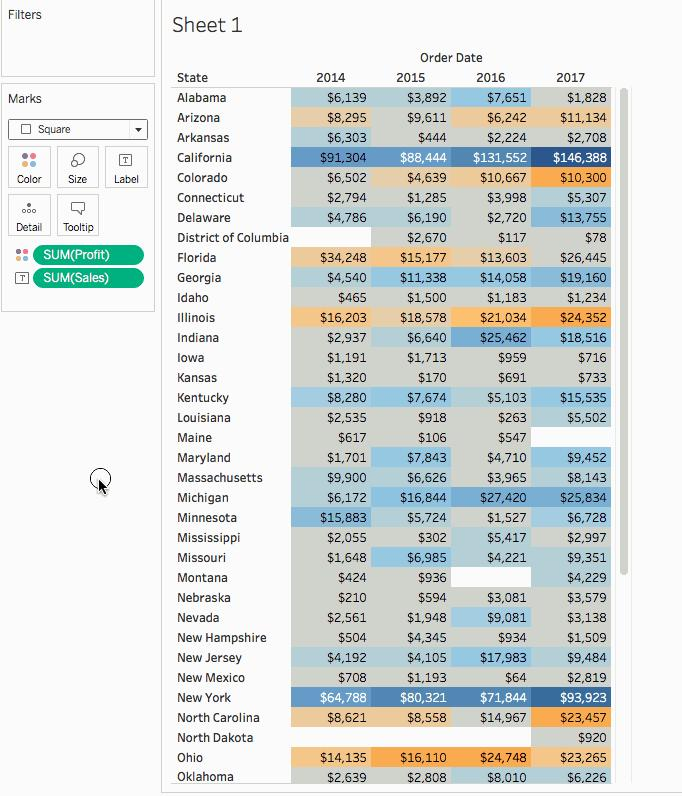 Filters
Marks
Square
Color Size Label
Detail Tooltip
SUM(Profit)
SUM(Sales)
Sheet 1
Order Date
State 2014 2015 2016 2017
Alabama $6,139 $3,892 $7,651 $1,828
Arizona $8,295 $9,611 $6,242 $11,134
Arkansas $6,303 $444 $2,224 $2,708
California $91,304 $88,444 $131,552 $146,388
Colorado $6,502 $4,639 $10,667 $10,300
Connecticut $2,794 $1,285 $3,998 $5,307
Delaware $4,786 $6,190 $2,720 $13,755
District of Columbia $2,670 $117 $78
Florida $34,248 $15,177 $13,603 $26,445
Georgia $4,540 $11,338 $14,058 $19,160
Idaho $465 $1,500 $1,183 $1,234
Illinois $16,203 $18,578 $21,034 $24,352
Indiana $2,937 $6,640 $25,462 $18,516
Iowa $1,191 $1,713 $959 $716
Kansas $1,320 $170 $691 $733
Kentucky $8,280 $7,674 $5,103 $15,535
Louisiana $2,535 $918 $263 $5,502
Maine $617 $106 $547
Maryland $1,701 $7,843 $4,710 $9,452
Massachusetts $9,900 $6,626 $3,965 $8,143
Michigan $6,172 $16,844 $27,420 $25,834
Minnesota $15,883 $5,724 $1,527 $6,728
Mississippi $2,055 $302 $5,417 $2,997
Missouri $1,648 $6,985 $4,221 $9,351
Montana $424 $936 $4,229
Nebraska $210 $594 $3,081 $3,579
Nevada $2,561 $1,948 $9,081 $3,138
New Hampshire $504 $4,345 $934 $1,509
New Jersey $4,192 $4,105 $17,983 $9,484
New Mexico $708 $1,193 $64 $2,819
New York $64,788 $80,321 $71,844 $93,923
North Carolina $8,621 $8,558 $14,967 $23,457
North Dakota $920
Ohio $14,135 $16,110 $24,748 $23,265
Oklahoma $2,639 $2,808 $8,010 $6,226